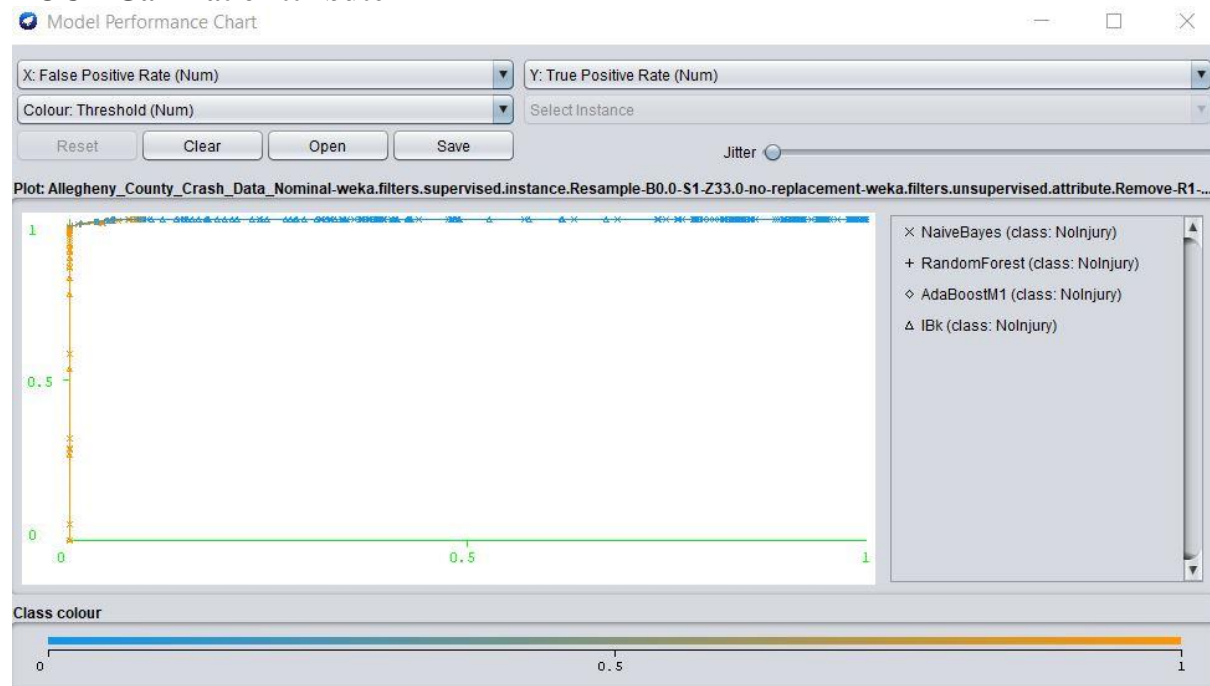 Model Performance Chart
X: False Positive Rate (Num)
Y: True Positive Rate (Num)
Colour: Threshold (Num)
Select Instance
Reset
Clear
Open
Save
Jitter
Plot: Allegheny_County_Crash_Data_Nominal-weka.filters.supervised.instance.Resample-B0.0-S1-Z33.0-no-replacement-weka.filters.unsupervised.attribute.Remove-R1-...
1
0.5
0
0
0.5
1
× NaiveBayes (class: NoInjury)
+ RandomForest (class: NoInjury)
◇ AdaBoostM1 (class: NoInjury)
△ IBk (class: NoInjury)
Class colour
0
0.5
1